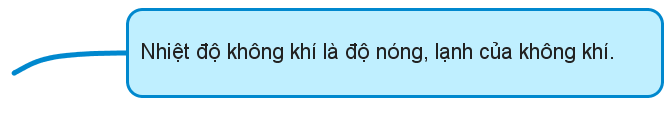 Nhiệt độ không khí là độ nóng, lạnh của không khí.